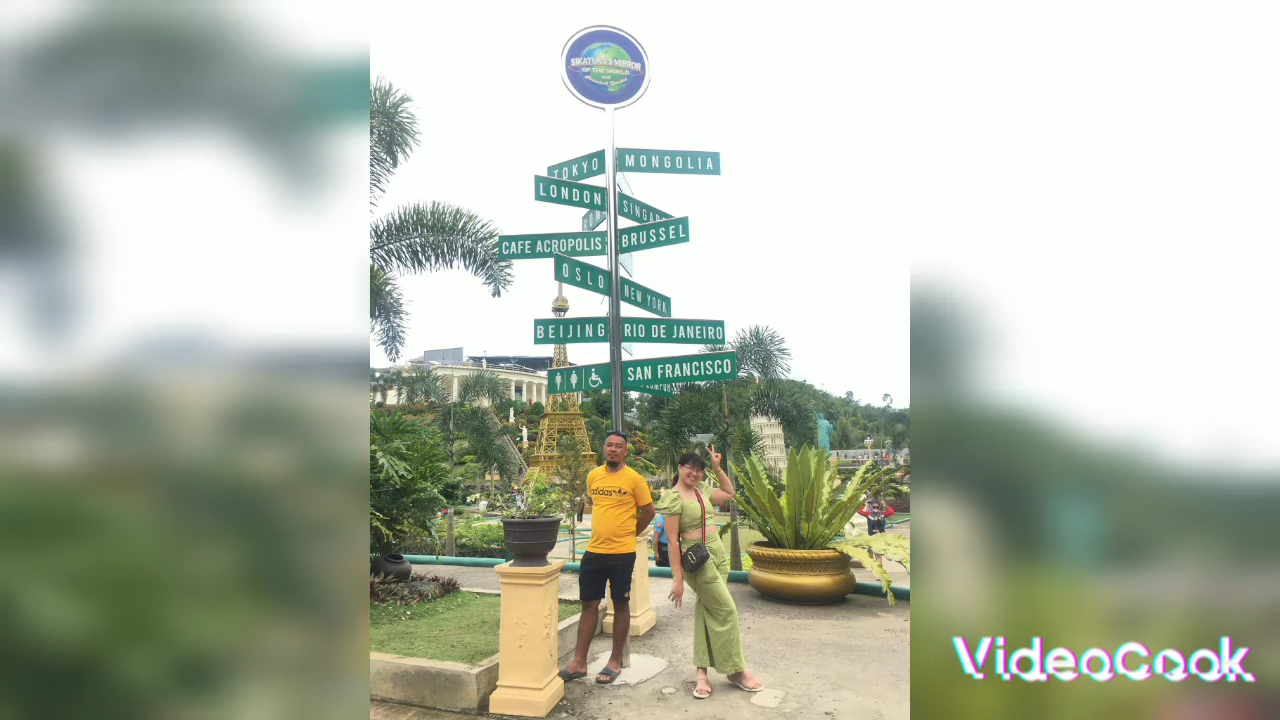 SIKATUNA'S MIRROR
OF THE WORLD
and
TOKYO
MONGOLIA
LONDON
CAFE ACROPOLIS
BRUSSEL
OSLO
NEW YORK
BEIJING
RIO DE JANEIRO
SAN FRANCISCO
adidas
VideoCook